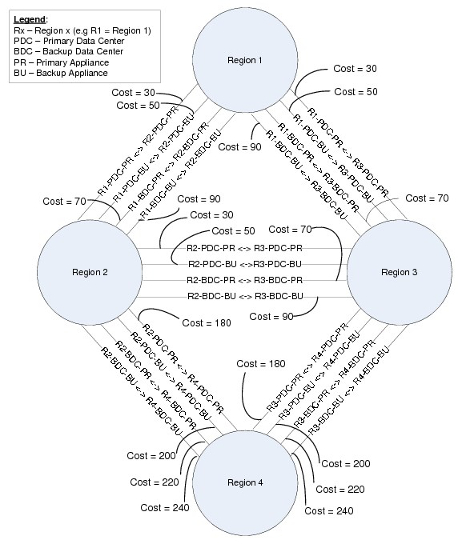 Legend:
Rx – Region x (e.g R1 = Region 1)
PDC – Primary Data Center
BDC – Backup Data Center
PR – Primary Appliance
BU – Backup Appliance
Region 1
Cost = 30
Cost = 50
Cost = 30
Cost = 50
R1-PDC-PR <-> R2-PDC-PR
R1-PDC-BU <-> R2-PDC-BU
R1-BDC-PR <-> R2-BDC-PR
R1-BDC-BU <-> R2-BDC-BU
R1-PDC-PR <-> R3-PDC-PR
R1-PDC-BU <-> R3-PDC-BU
R1-BDC-PR <-> R3-BDC-PR
R1-BDC-BU <-> R3-BDC-BU
Cost = 90
Cost = 70
Cost = 90
Cost = 70
Cost = 30
Cost = 50
Cost = 70
Region 2
R2-PDC-PR <-> R3-PDC-PR
R2-PDC-BU <-> R3-PDC-BU
R2-BDC-PR <-> R3-BDC-PR
R2-BDC-BU <-> R3-BDC-BU
Region 3
Cost = 180
Cost = 90
R2-PDC-PR <-> R4-PDC-PR
R2-PDC-BU <-> R4-PDC-BU
R2-BDC-PR <-> R4-BDC-PR
R2-BDC-BU <-> R4-BDC-BU
Cost = 180
R3-PDC-PR <-> R4-PDC-PR
R3-PDC-BU <-> R4-PDC-BU
R3-BDC-PR <-> R4-BDC-PR
R3-BDC-BU <-> R4-BDC-BU
Cost = 200
Cost = 220
Cost = 240
Region 4
Cost = 200
Cost = 220
Cost = 240